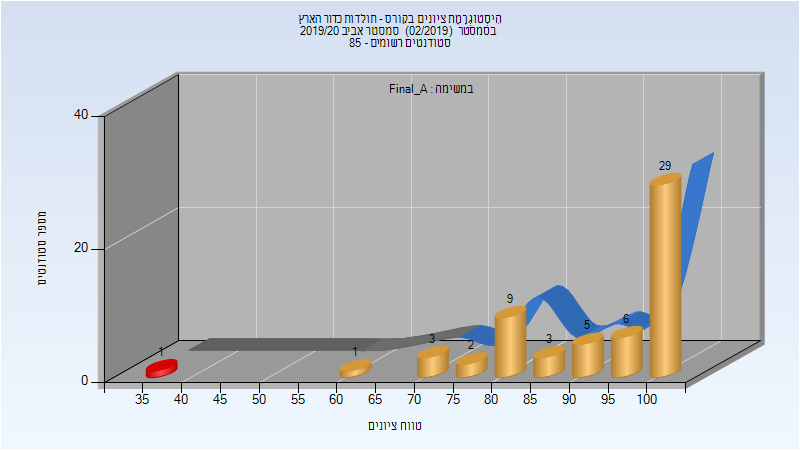 היסטוגרמת ציונים בקורס - תולדות כדור הארץ
בסמסטר (02/2019) סמסטר אביב 2019/20
סטודנטים רשומים - 85
במשימה : Final_A
מספר סטודנטים
40
20
0
1
1
3
2
9
3
5
6
29
35 40 45 50 55 60 65 70 75 80 85 90 95 100
טווח ציונים